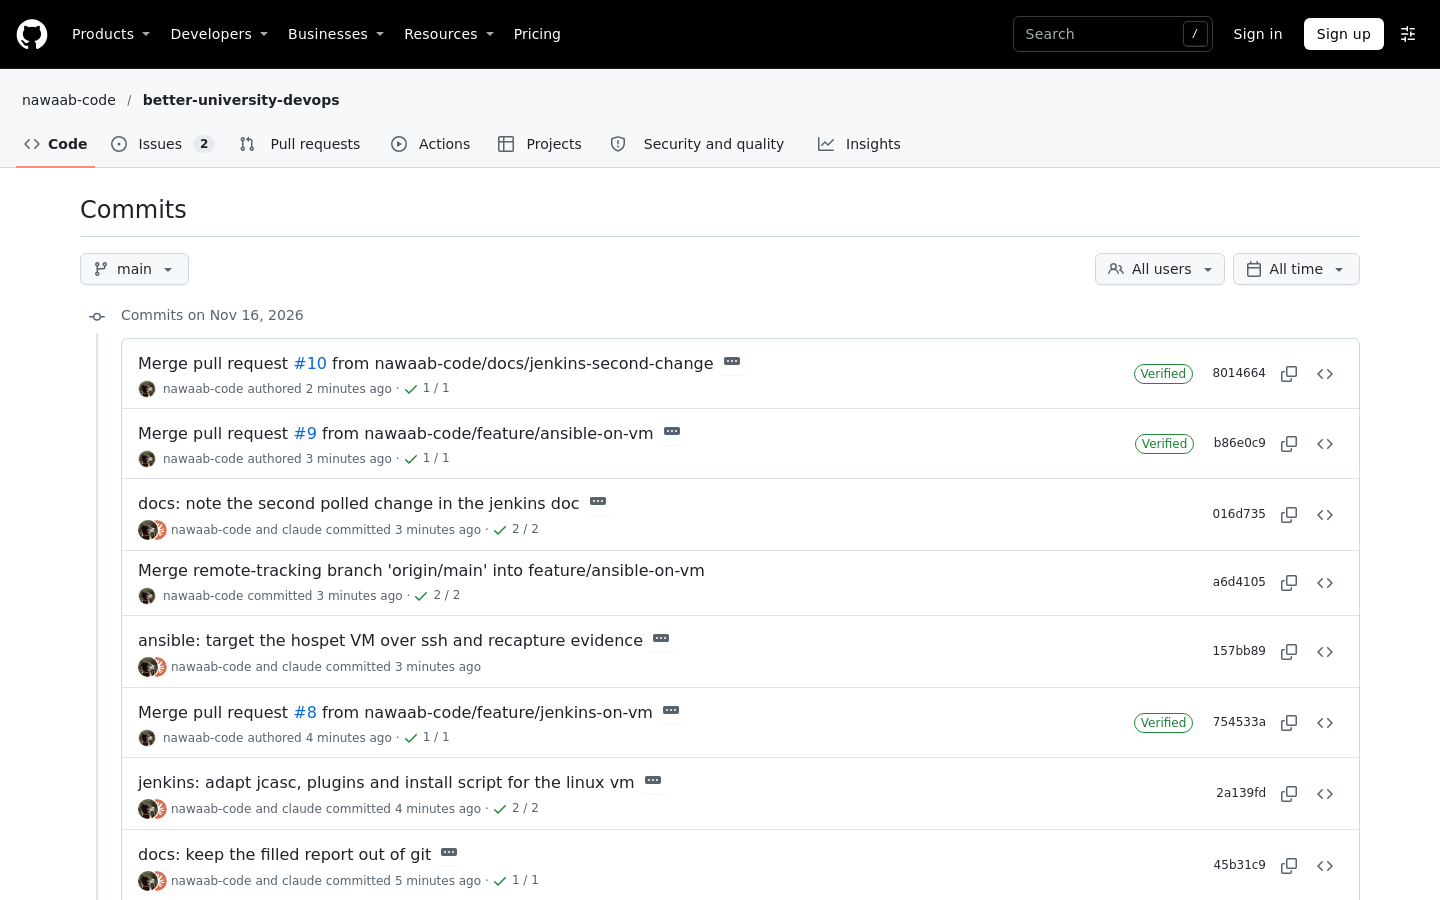 Products Developers Businesses Resources Pricing Search / Sign in Sign up
nawaab-code / better-university-devops
Code Issues 2 Pull requests Actions Projects Security and quality Insights
Commits
main All users All time
Commits on Nov 16, 2026
Merge pull request #10 from nawaab-code/docs/jenkins-second-change
nawaab-code authored 2 minutes ago · 1 / 1
Verified 8014664
Merge pull request #9 from nawaab-code/feature/ansible-on-vm
nawaab-code authored 3 minutes ago · 1 / 1
Verified b86e0c9
docs: note the second polled change in the jenkins doc
nawaab-code and claude committed 3 minutes ago · 2 / 2
016d735
Merge remote-tracking branch 'origin/main' into feature/ansible-on-vm
nawaab-code committed 3 minutes ago · 2 / 2
a6d4105
ansible: target the hospet VM over ssh and recapture evidence
nawaab-code and claude committed 3 minutes ago
157bb89
Merge pull request #8 from nawaab-code/feature/jenkins-on-vm
nawaab-code authored 4 minutes ago · 1 / 1
Verified 754533a
jenkins: adapt jcasc, plugins and install script for the linux vm
nawaab-code and claude committed 4 minutes ago · 2 / 2
2a139fd
docs: keep the filled report out of git
nawaab-code and claude committed 5 minutes ago · 1 / 1
45b31c9